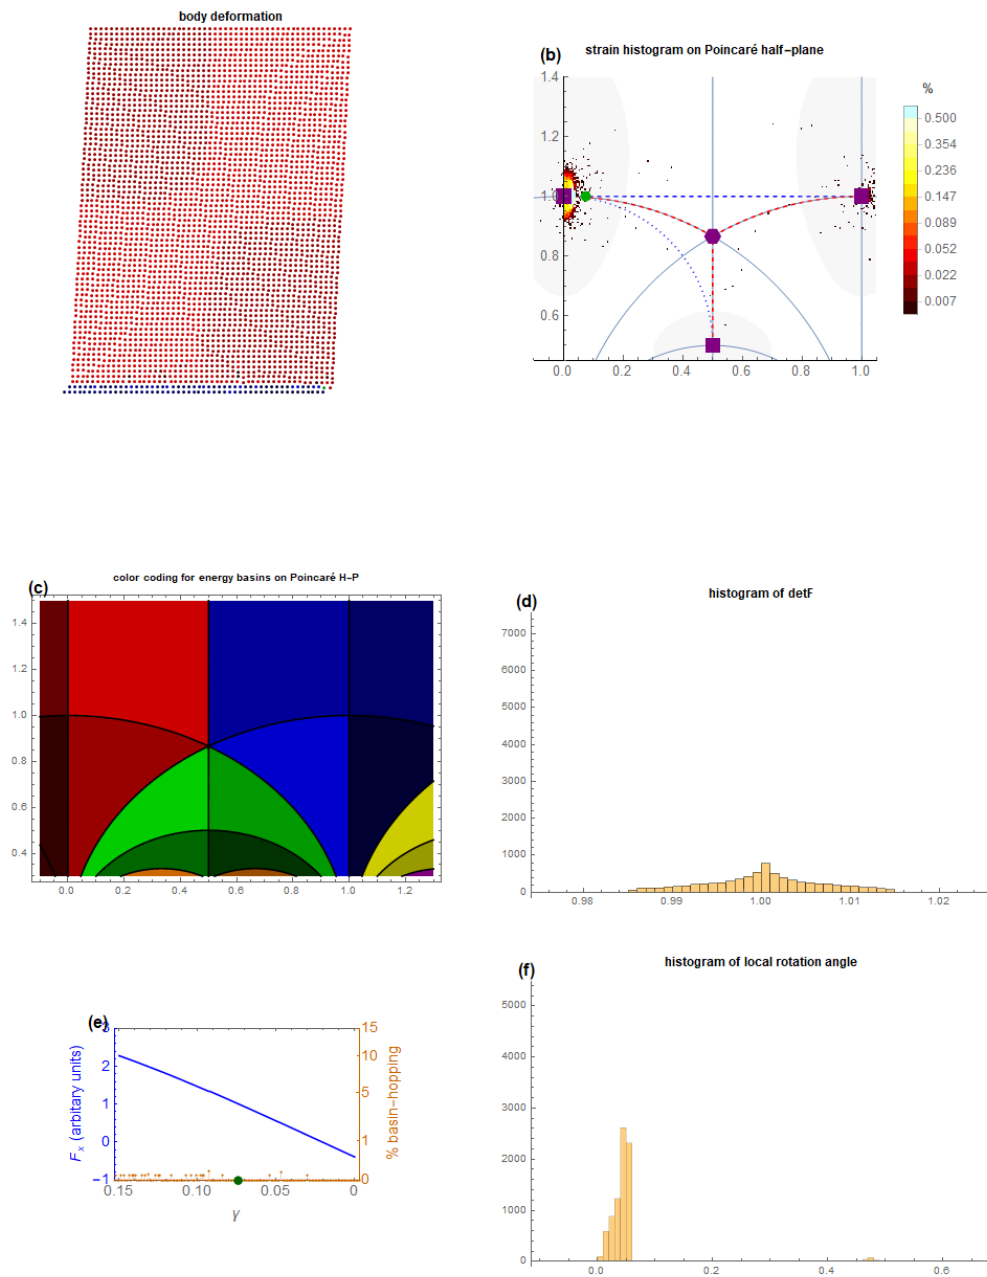 body deformation
(b)
strain histogram on Poincaré half-plane
1.4
1.2
1.0
0.8
0.6
0.0 0.2 0.4 0.6 0.8 1.0
%
0.500
0.354
0.236
0.147
0.089
0.052
0.022
0.007
(c)
color coding for energy basins on Poincaré H-P
1.4
1.2
1.0
0.8
0.6
0.4
0.0 0.2 0.4 0.6 0.8 1.0 1.2
(d)
histogram of detF
7000
6000
5000
4000
3000
2000
1000
0
0.98 0.99 1.00 1.01 1.02
(e)
F_x (arbitary units)
3
2
1
0
-1
0.15 0.10 0.05 0
γ
15
10
5
1
0
% basin-hopping
(f)
histogram of local rotation angle
5000
4000
3000
2000
1000
0
0.0 0.2 0.4 0.6